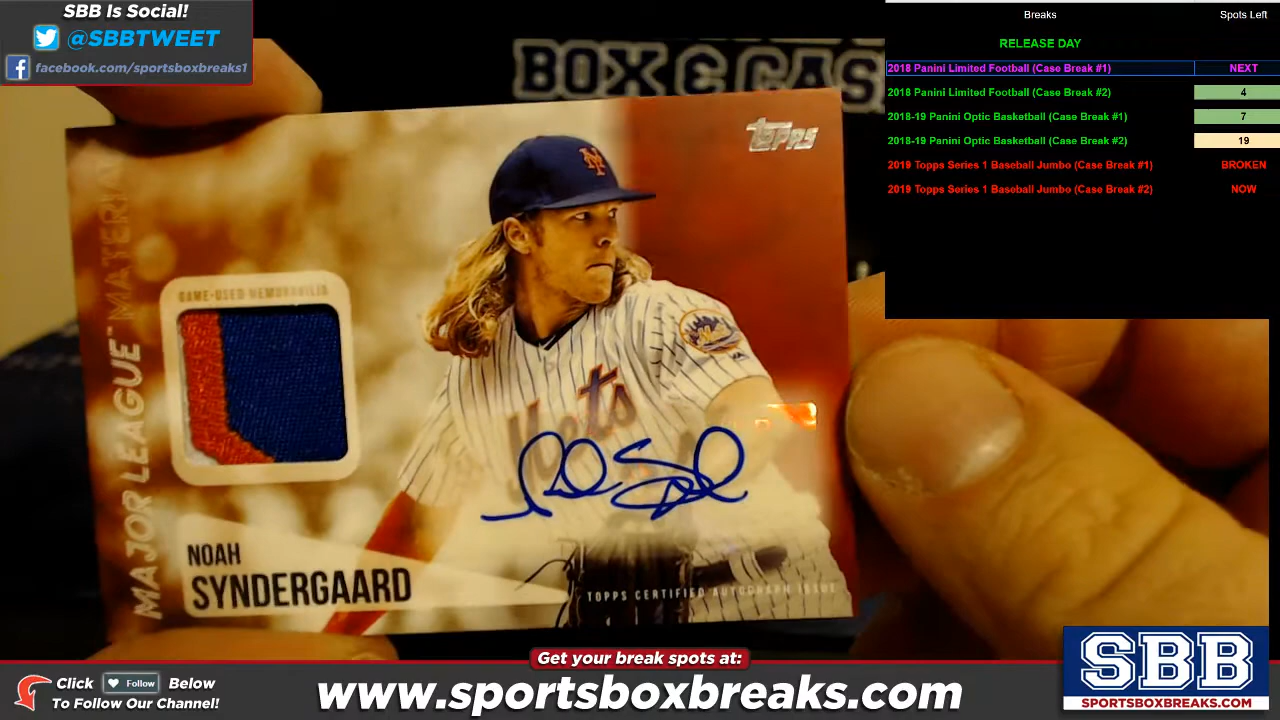 SBB Is Social!
@SBBTWEET
facebook.com/sportsboxbreaks1
BOX & CAS
Breaks Spots Left
RELEASE DAY
2018 Panini Limited Football (Case Break #1) NEXT
2018 Panini Limited Football (Case Break #2) 4
2018-19 Panini Optic Basketball (Case Break #1) 7
2018-19 Panini Optic Basketball (Case Break #2) 19
2019 Topps Series 1 Baseball Jumbo (Case Break #1) BROKEN
2019 Topps Series 1 Baseball Jumbo (Case Break #2) NOW
TOPPS
MAJOR LEAGUE™ MATERI
GAME-USED MEMORABILIA
Mets
NOAH
SYNDERGAARD
TOPPS CERTIFIED AUTOGRAPH ISSUE
Get your break spots at:
www.sportsboxbreaks.com
Click Follow Below
To Follow Our Channel!
SBB
SPORTSBOXBREAKS.COM